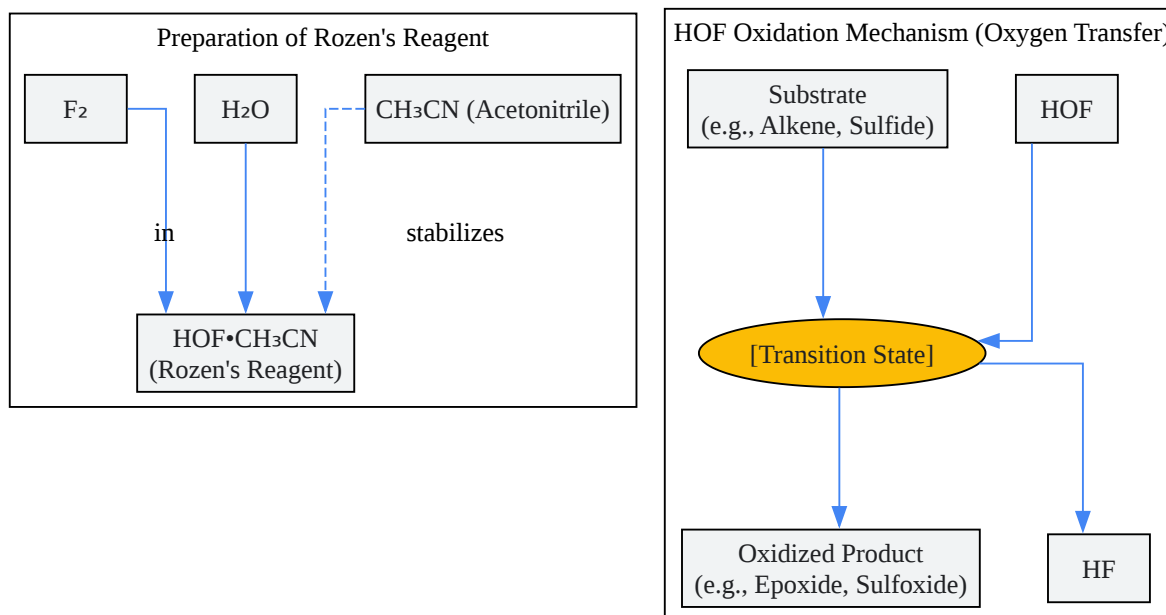 Preparation of Rozen's Reagent
F₂
H₂O
CH₃CN (Acetonitrile)
in
stabilizes
HOF•CH₃CN
(Rozen's Reagent)
HOF Oxidation Mechanism (Oxygen Transfer)
Substrate
(e.g., Alkene, Sulfide)
HOF
[Transition State]
Oxidized Product
(e.g., Epoxide, Sulfoxide)
HF